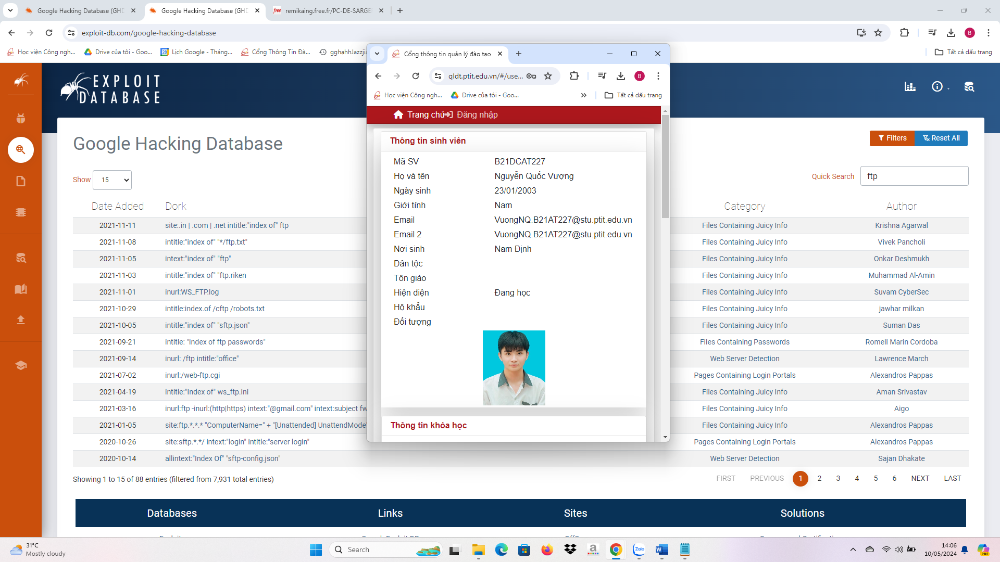 Google Hacking Database (GHD
Google Hacking Database (GHD
free remikaing.free.fr/PC-DE-SARGE
exploit-db.com/google-hacking-database
B
Học viện Công ngh...
Drive của tôi - Goo...
28 Lịch Google - Tháng...
Cổng Thông Tin Đà...
gghạhhJazzjia
Tất cả dấu trang
EXPLOIT
DATABASE
Google Hacking Database
Filters
Reset All
Show 15
Quick Search ftp
Date Added Dork Category Author
2021-11-11 site:.in | .com | .net intitle:"index of" ftp Files Containing Juicy Info Krishna Agarwal
2021-11-08 intitle:"index of" "*/ftp.txt" Files Containing Juicy Info Vivek Pancholi
2021-11-05 intext:"index of" "ftp" Files Containing Juicy Info Onkar Deshmukh
2021-11-03 intitle:"index of" "ftp.riken Files Containing Juicy Info Muhammad Al-Amin
2021-11-01 inurl:WS_FTP.log Files Containing Juicy Info Suvam CyberSec
2021-10-29 intitle:index.of /cftp /robots.txt Files Containing Juicy Info jawhar milkan
2021-10-05 intitle:"index of" "sftp.json" Files Containing Juicy Info Suman Das
2021-09-21 intitle: "Index of ftp passwords" Files Containing Passwords Romell Marin Cordoba
2021-09-14 inurl: /ftp intitle:"office" Web Server Detection Lawrence March
2021-07-02 inurl:/web-ftp.cgi Pages Containing Login Portals Alexandros Pappas
2021-04-19 intitle:"Index of" ws_ftp.ini Files Containing Juicy Info Aman Srivastav
2021-03-16 inurl:ftp -inurl:(http|https) intext:"@gmail.com" intext:subject fw Files Containing Juicy Info Aigo
2021-01-05 site:ftp.*.*.* "ComputerName=" + "[Unattended] UnattendMode" Files Containing Juicy Info Alexandros Pappas
2020-10-26 site:sftp.*.*/ intext:"login" intitle:"server login" Pages Containing Login Portals Alexandros Pappas
2020-10-14 allintext:"Index Of" "sftp-config.json" Web Server Detection Sajan Dhakate
Showing 1 to 15 of 88 entries (filtered from 7,931 total entries)
FIRST PREVIOUS 1 2 3 4 5 6 NEXT LAST
Databases Links Sites Solutions
Cổng thông tin quản lý đào tạo
qldt.ptit.edu.vn/#/use...
B
Học viện Công ngh...
Drive của tôi - Goo...
Tất cả dấu trang
Trang chủ Đăng nhập
Thông tin sinh viên
Mã SV B21DCAT227
Họ và tên Nguyễn Quốc Vượng
Ngày sinh 23/01/2003
Giới tính Nam
Email VuongNQ.B21AT227@stu.ptit.edu.vn
Email 2 VuongNQ.B21AT227@stu.ptit.edu.vn
Nơi sinh Nam Định
Dân tộc
Tôn giáo
Hiện diện Đang học
Hộ khẩu
Đối tượng
Thông tin khóa học
31°C
Mostly cloudy
Search
Zalo
14:06
10/05/2024
PRE